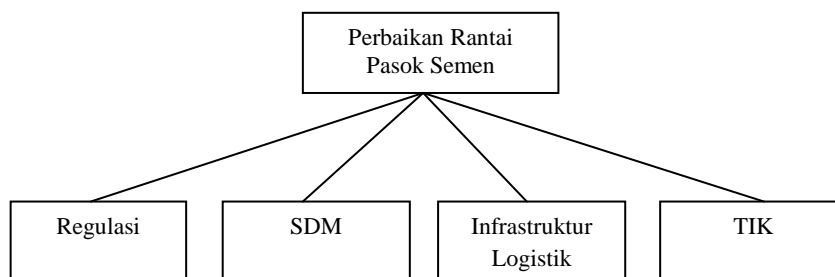 Perbaikan Rantai
Pasok Semen
Regulasi
SDM
Infrastruktur
Logistik
TIK